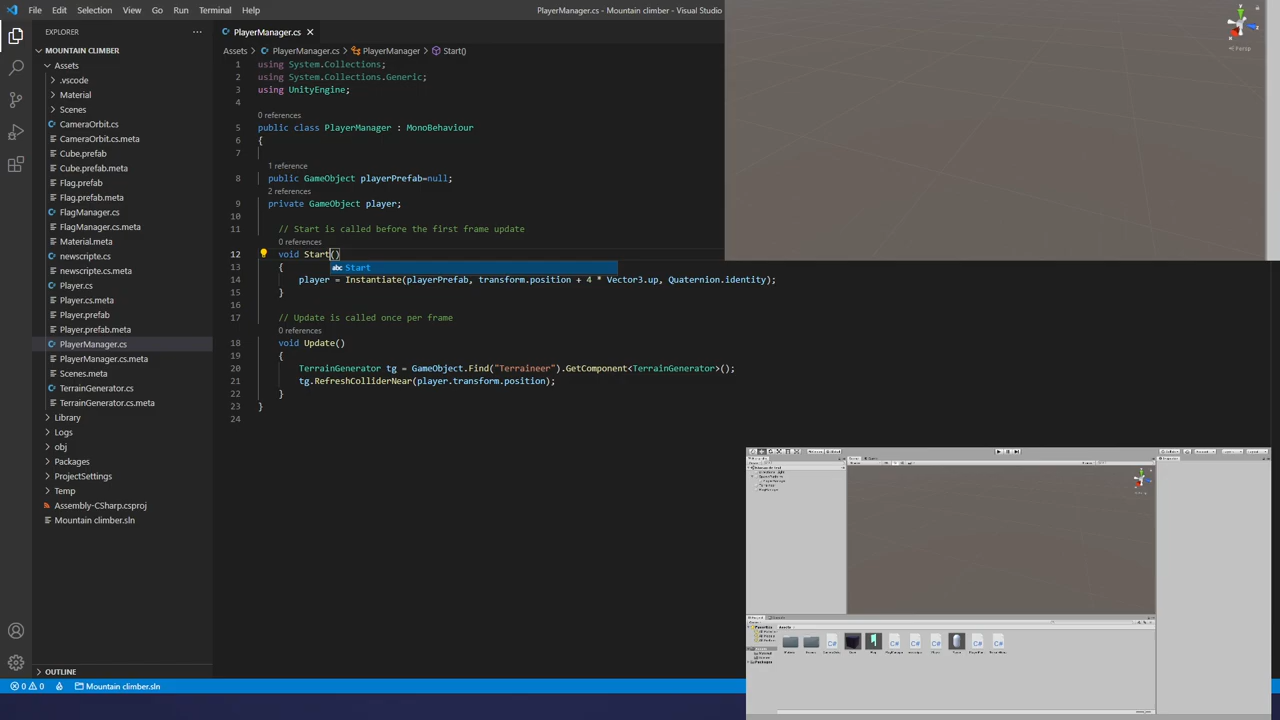 File Edit Selection View Go Run Terminal Help
PlayerManager.cs - Mountain climber - Visual Studio
EXPLORER
MOUNTAIN CLIMBER
Assets
.vscode
Material
Scenes
CameraOrbit.cs
CameraOrbit.cs.meta
Cube.prefab
Cube.prefab.meta
Flag.prefab
Flag.prefab.meta
FlagManager.cs
FlagManager.cs.meta
Material.meta
newscripte.cs
newscripte.cs.meta
Player.cs
Player.cs.meta
Player.prefab
Player.prefab.meta
PlayerManager.cs
PlayerManager.cs.meta
Scenes.meta
TerrainGenerator.cs
TerrainGenerator.cs.meta
Library
Logs
obj
Packages
ProjectSettings
Temp
Assembly-CSharp.csproj
Mountain climber.sln
OUTLINE
0 0 Mountain climber.sln
PlayerManager.cs
Assets > PlayerManager.cs > PlayerManager > Start()
1 using System.Collections;
2 using System.Collections.Generic;
3 using UnityEngine;
4
0 references
5 public class PlayerManager : MonoBehaviour
6 {
7
1 reference
8 public GameObject playerPrefab=null;
2 references
9 private GameObject player;
10
11 // Start is called before the first frame update
0 references
12 void Start()
abc Start
13 {
14 player = Instantiate(playerPrefab, transform.position + 4 * Vector3.up, Quaternion.identity);
15 }
16
17 // Update is called once per frame
0 references
18 void Update()
19 {
20 TerrainGenerator tg = GameObject.Find("Terraineer").GetComponent<TerrainGenerator>();
21 tg.RefreshColliderNear(player.transform.position);
22 }
23 }
24
y
Persp